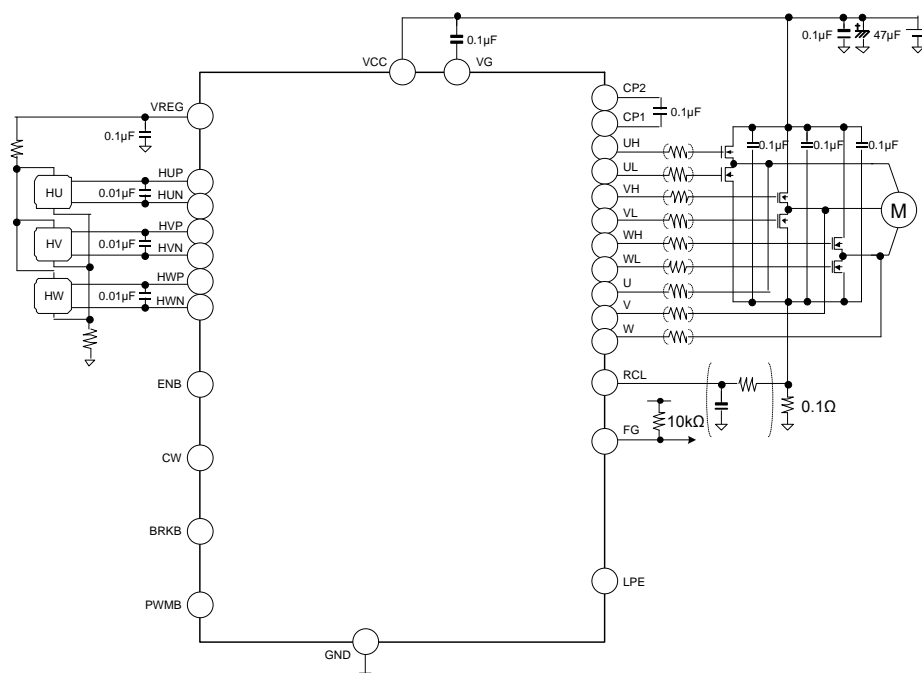 0.1µF
0.1µF
47µF
VCC
VG
VREG
0.1µF
CP2
0.1µF
CP1
UH
0.1µF
0.1µF
0.1µF
HU
HUP
0.01µF
HUN
UL
VH
M
HV
HVP
0.01µF
HVN
VL
WH
HW
HWP
0.01µF
HWN
WL
U
V
W
ENB
RCL
0.1Ω
10kΩ
FG
CW
BRKB
LPE
PWMB
GND